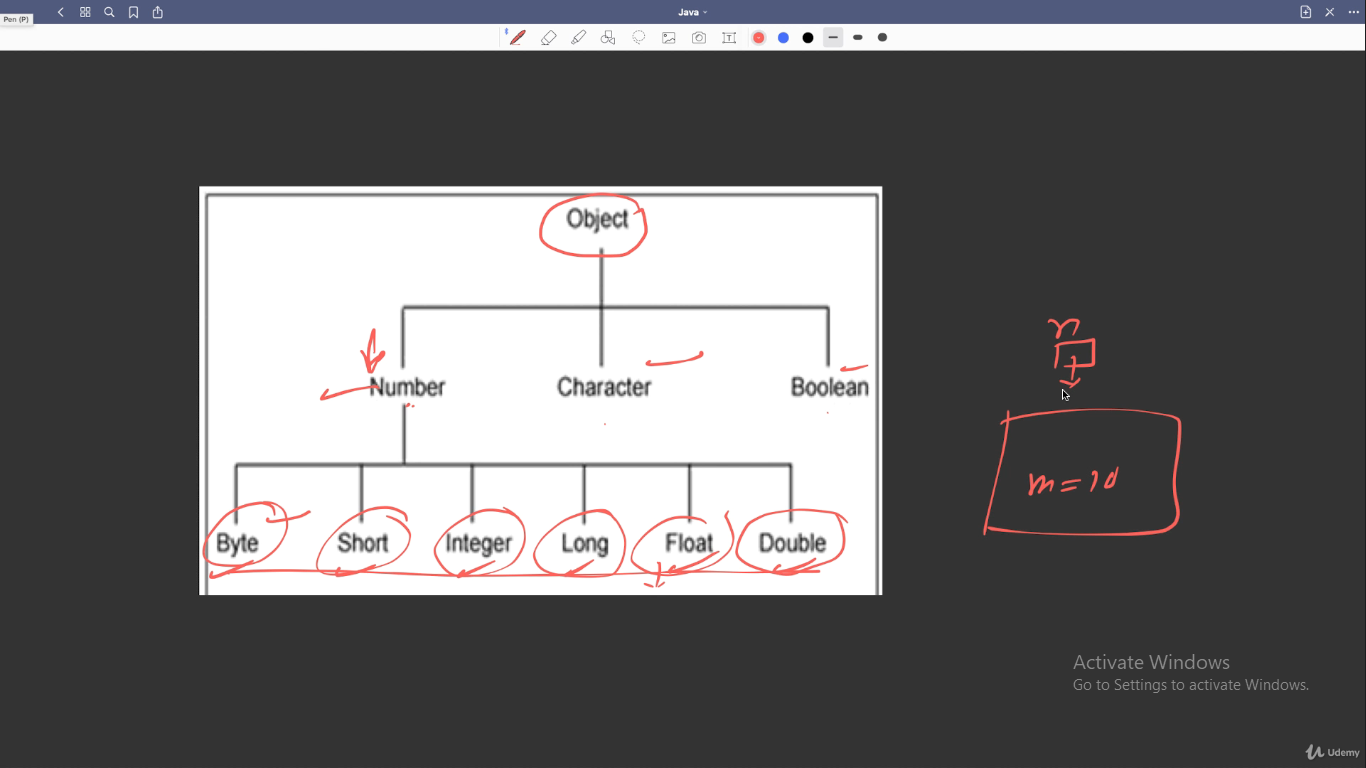 Java
Pen (P)
Object
Number Character Boolean
Byte Short Integer Long Float Double
m = 10
Activate Windows
Go to Settings to activate Windows.
Udemy